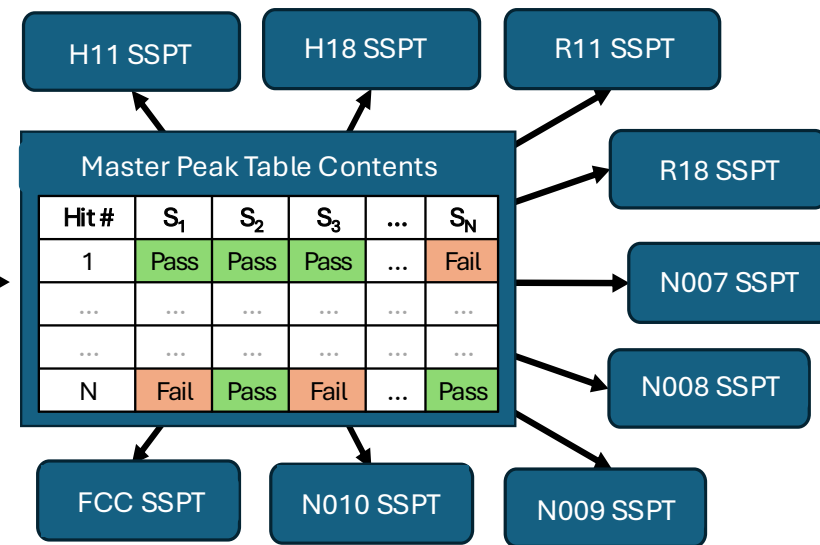 H11 SSPT
H18 SSPT
R11 SSPT
R18 SSPT
Master Peak Table Contents
Hit # S₁ S₂ S₃ ... S_N
1 Pass Pass Pass ... Fail
... ... ... ... ... ...
... ... ... ... ... ...
N Fail Pass Fail ... Pass
N007 SSPT
N008 SSPT
FCC SSPT
N010 SSPT
N009 SSPT